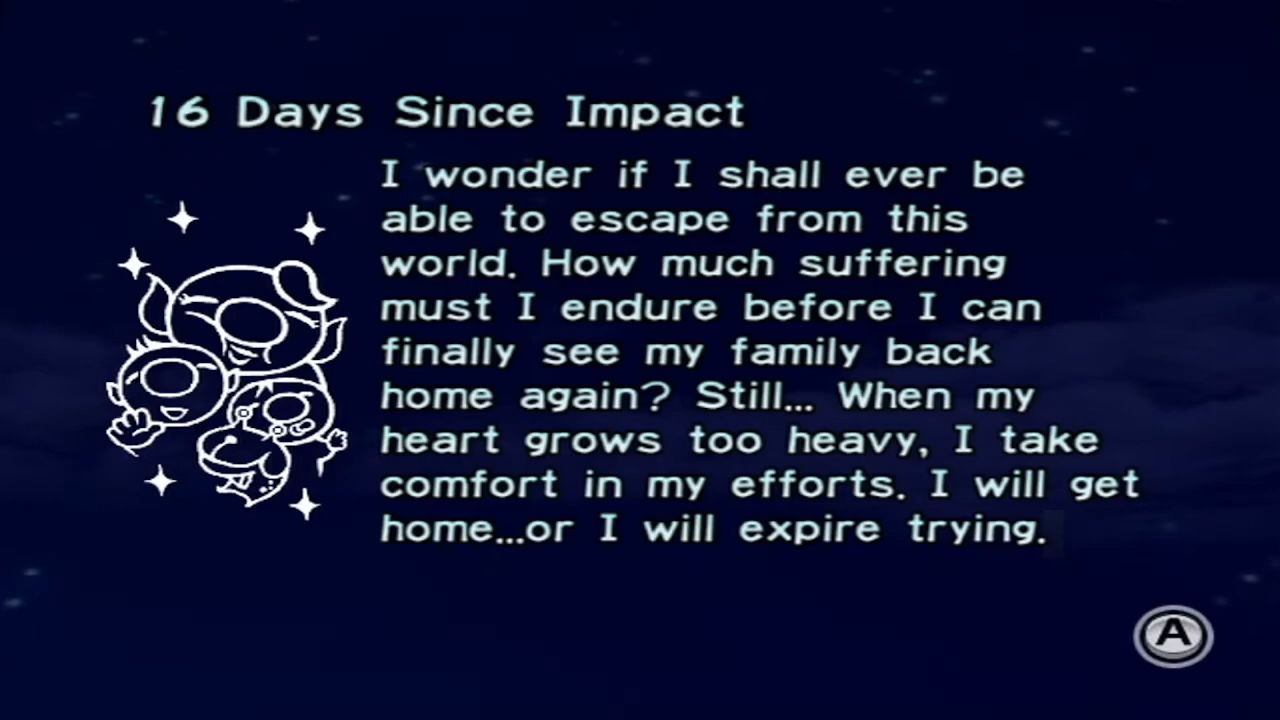 16 Days Since Impact
I wonder if I shall ever be
able to escape from this
world. How much suffering
must I endure before I can
finally see my family back
home again? Still... When my
heart grows too heavy, I take
comfort in my efforts. I will get
home...or I will expire trying.
A